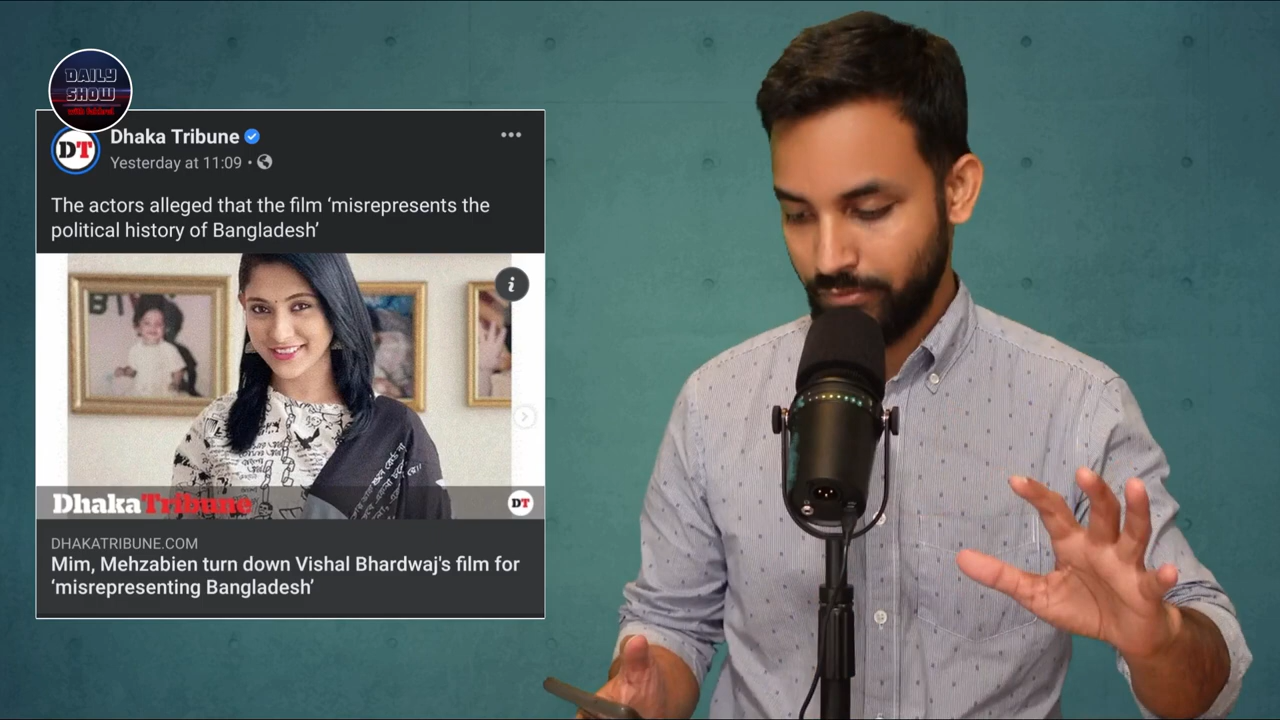 DAILY
SHOW
DT
Dhaka Tribune
Yesterday at 11:09 •
The actors alleged that the film ‘misrepresents the
political history of Bangladesh’
i
DhakaTribune
DT
DHAKATRIBUNE.COM
Mim, Mehzabien turn down Vishal Bhardwaj's film for
‘misrepresenting Bangladesh’